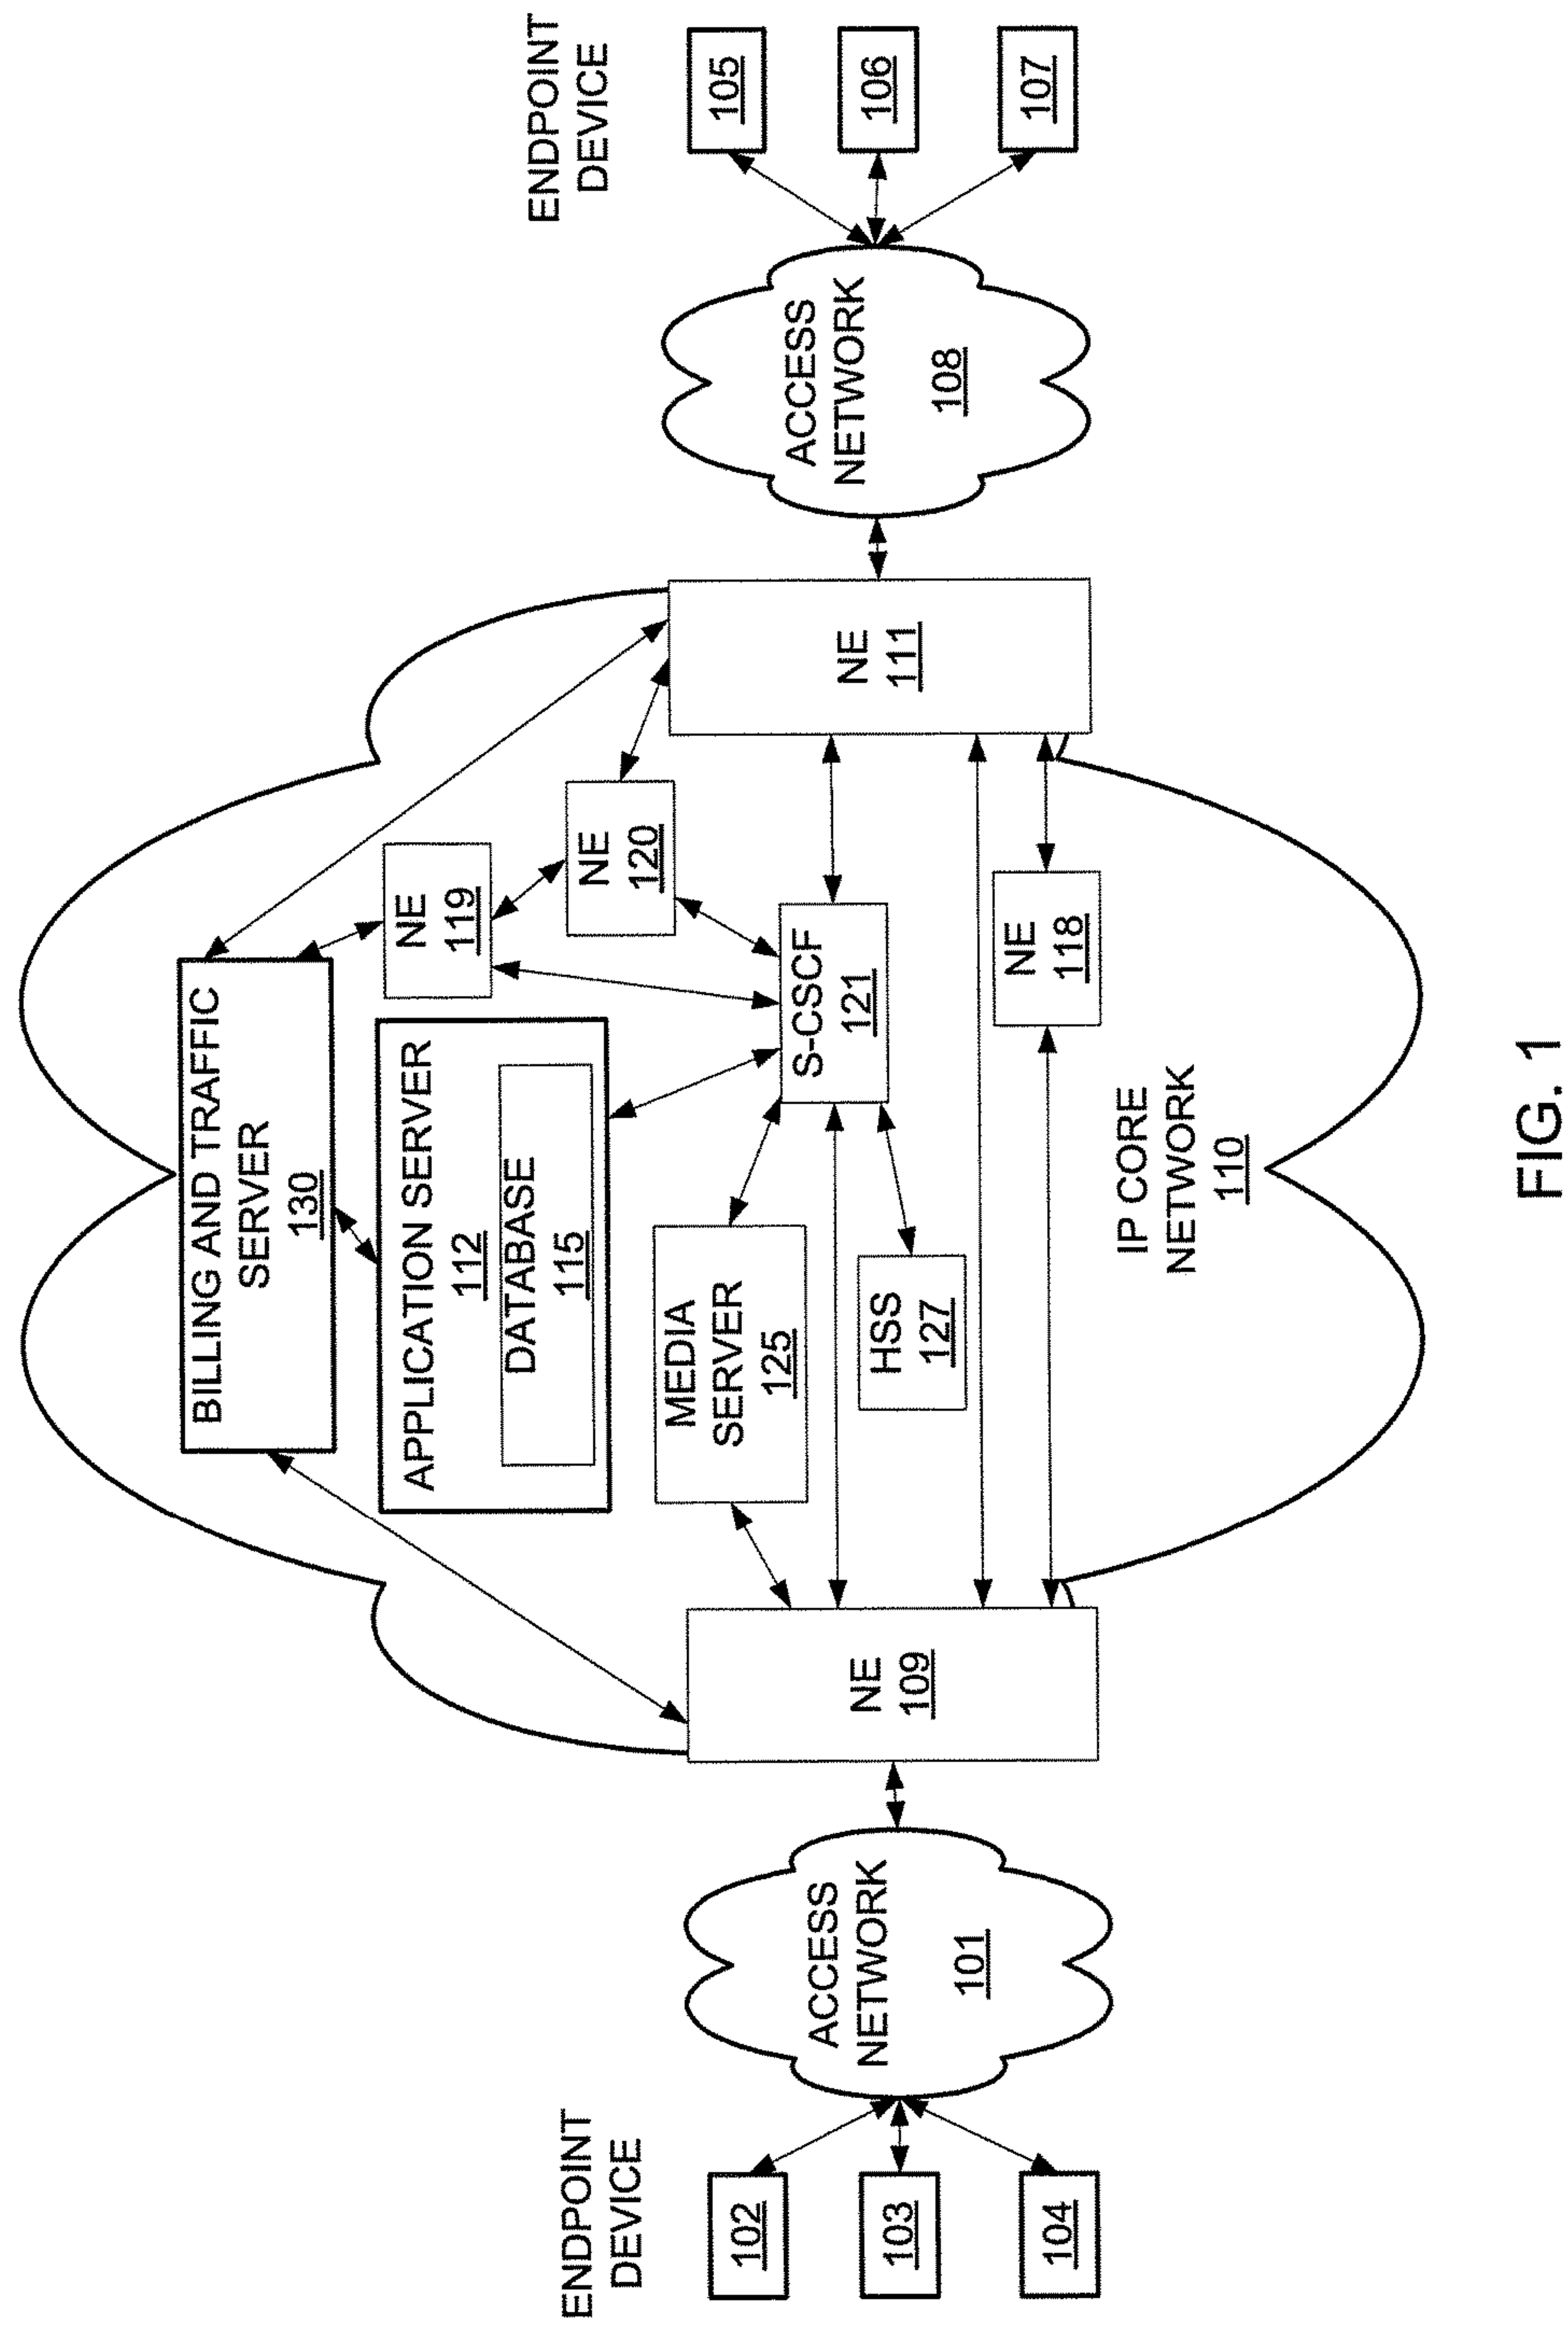 ENDPOINT
DEVICE
102
103
104
ACCESS
NETWORK
101
NE
109
BILLING AND TRAFFIC
SERVER
130
APPLICATION SERVER
112
DATABASE
115
MEDIA
SERVER
125
HSS
127
S-CSCF
121
NE
119
NE
120
NE
118
IP CORE
NETWORK
110
NE
111
ACCESS
NETWORK
108
ENDPOINT
DEVICE
105
106
107
FIG. 1